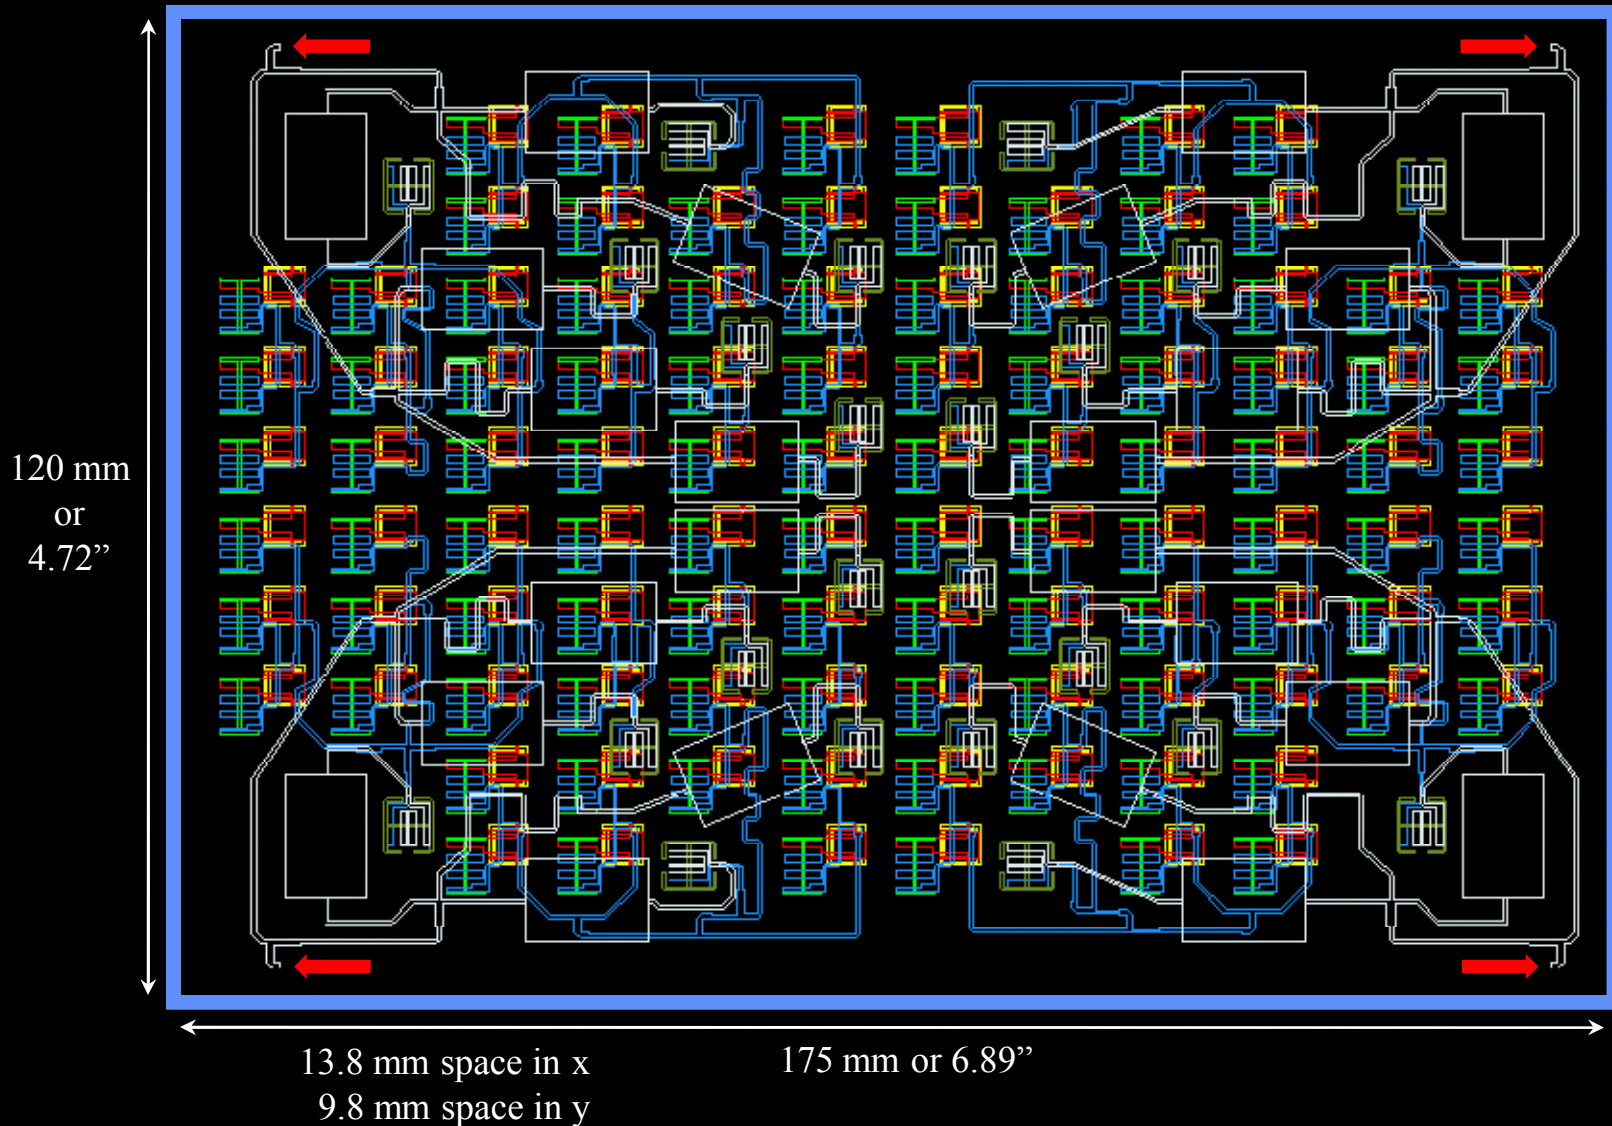 120 mm
or
4.72”
13.8 mm space in x
9.8 mm space in y
175 mm or 6.89”